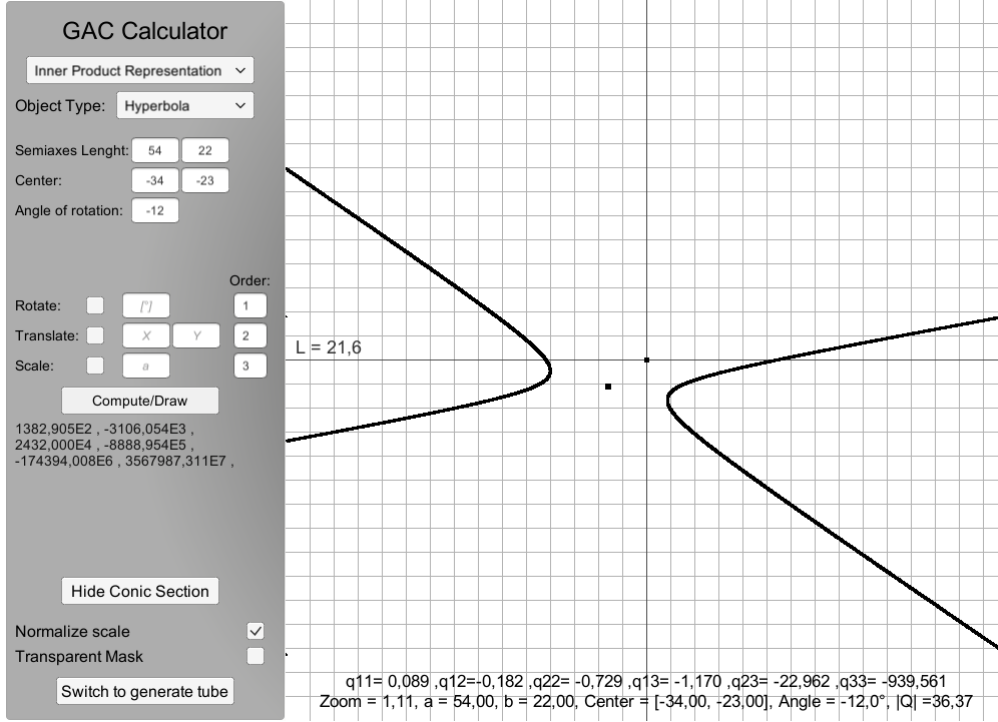 GAC Calculator
Inner Product Representation
Object Type: Hyperbola
Semiaxes Lenght: 54 22
Center: -34 -23
Angle of rotation: -12
Order:
Rotate: [°] 1
Translate: X Y 2
Scale: a 3
Compute/Draw
1382,905E2 , -3106,054E3 ,
2432,000E4 , -8888,954E5 ,
-174394,008E6 , 3567987,311E7 ,
Hide Conic Section
Normalize scale
Transparent Mask
Switch to generate tube
L = 21,6
q11= 0,089 ,q12=-0,182 ,q22= -0,729 ,q13= -1,170 ,q23= -22,962 ,q33= -939,561
Zoom = 1,11, a = 54,00, b = 22,00, Center = [-34,00, -23,00], Angle = -12,0°, |Q| =36,37